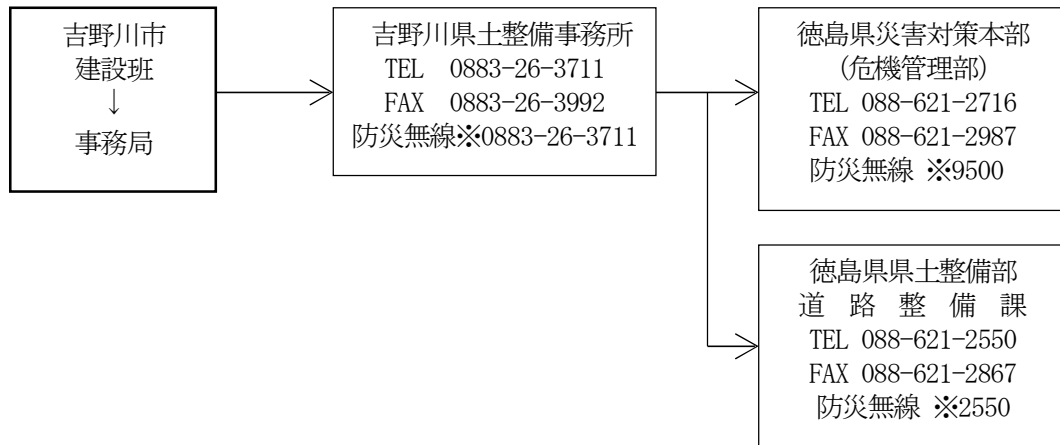 吉野川市
建設班
↓
事務局
吉野川県土整備事務所
TEL 0883-26-3711
FAX 0883-26-3992
防災無線※0883-26-3711
徳島県災害対策本部
(危機管理部)
TEL 088-621-2716
FAX 088-621-2987
防災無線 ※9500
徳島県県土整備部
道 路 整 備 課
TEL 088-621-2550
FAX 088-621-2867
防災無線 ※2550